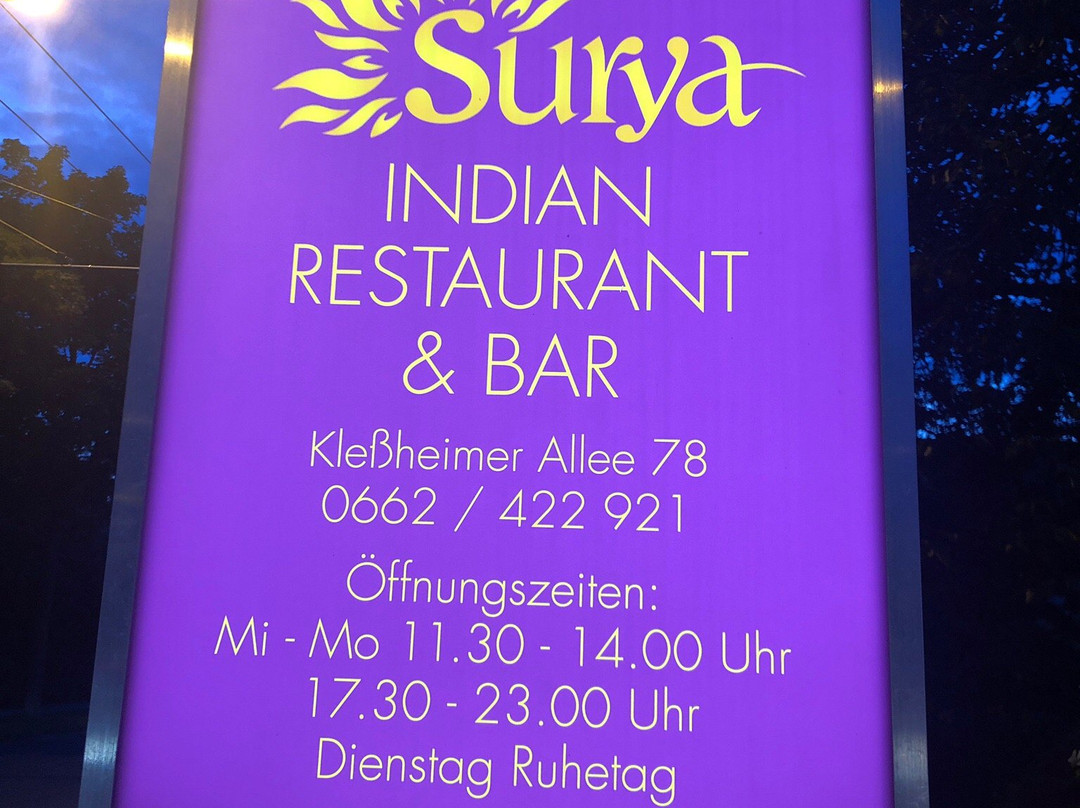 Surya
INDIAN
RESTAURANT
& BAR
Kleßheimer Allee 78
0662 / 422 921
Öffnungszeiten:
Mi - Mo 11.30 - 14.00 Uhr
17.30 - 23.00 Uhr
Dienstag Ruhetag